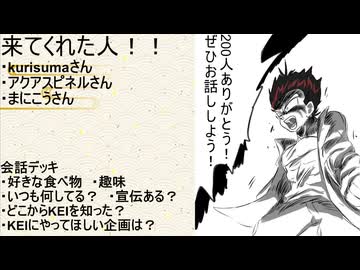 来てくれた人！！
・kurisumaさん
・アクアスピネルさん
・まにこうさん
会話デッキ
・好きな食べ物　・趣味
・いつも何してる？　・宣伝ある？
・どこからKEIを知った？
・KEIにやってほしい企画は？
200人ありがとう！
ぜひお話ししよう！